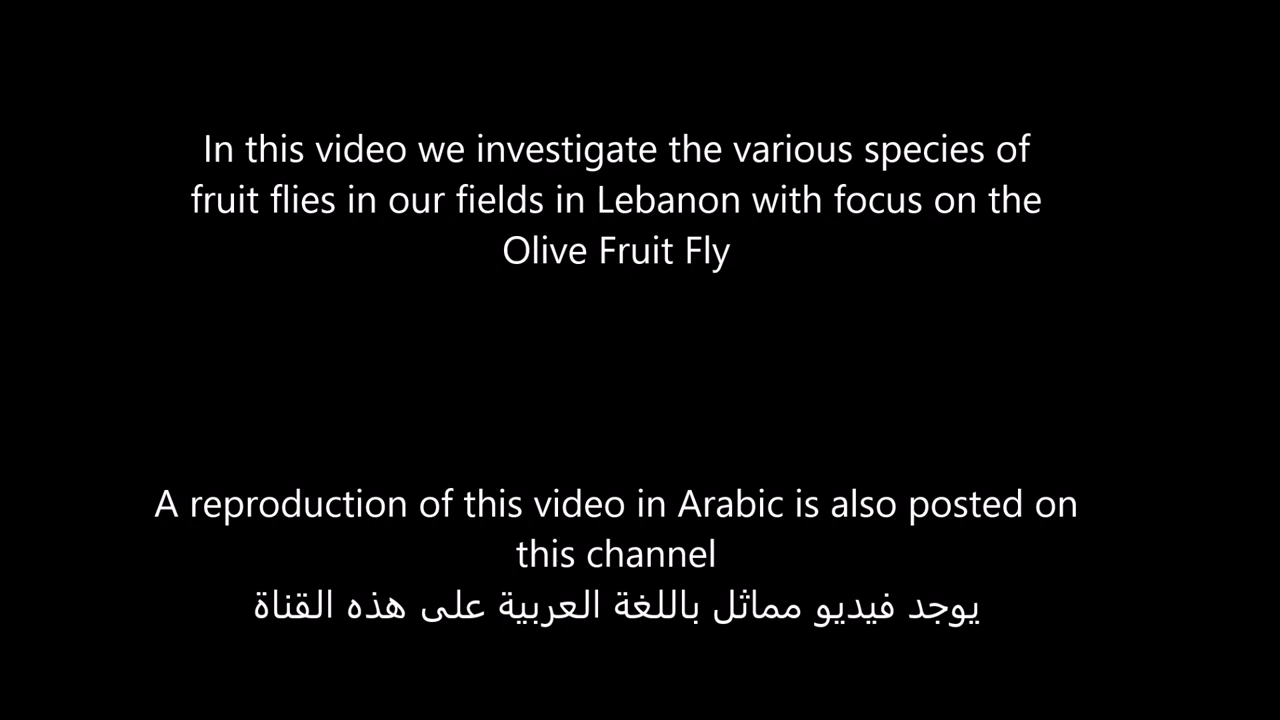 In this video we investigate the various species of
fruit flies in our fields in Lebanon with focus on the
Olive Fruit Fly
A reproduction of this video in Arabic is also posted on
this channel
يوجد فيديو مماثل باللغة العربية على هذه القناة